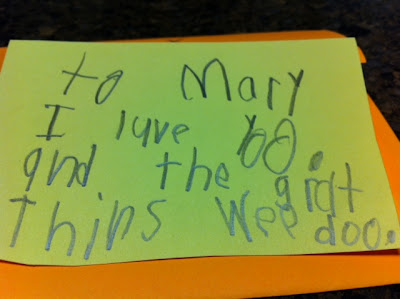 to Mary
I luve yoo.
and the grat
thins Wee doo.